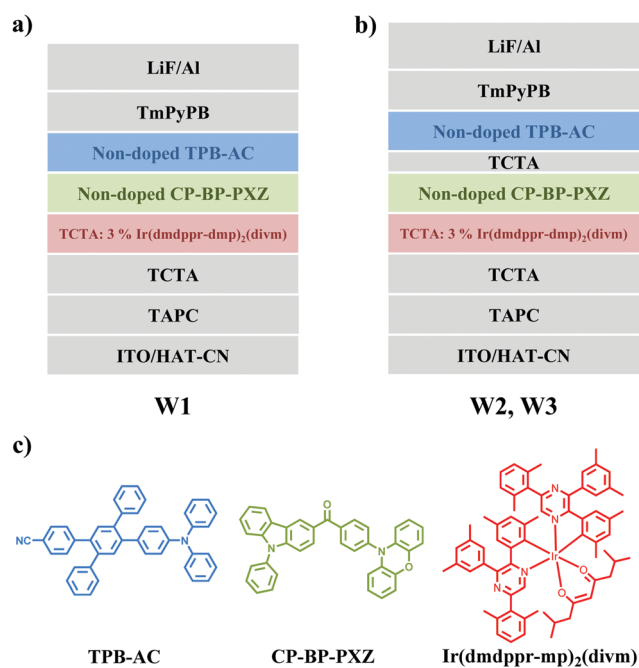 a)
LiF/Al
TmPyPB
Non-doped TPB-AC
Non-doped CP-BP-PXZ
TCTA: 3 % Ir(dmdppr-dmp)₂(divm)
TCTA
TAPC
ITO/HAT-CN
W1
b)
LiF/Al
TmPyPB
Non-doped TPB-AC
TCTA
Non-doped CP-BP-PXZ
TCTA: 3 % Ir(dmdppr-dmp)₂(divm)
TCTA
TAPC
ITO/HAT-CN
W2, W3
c)
NC
N
TPB-AC
N
O
N
O
CP-BP-PXZ
N
N
Ir
N
N
O
O
Ir(dmdppr-mp)₂(divm)